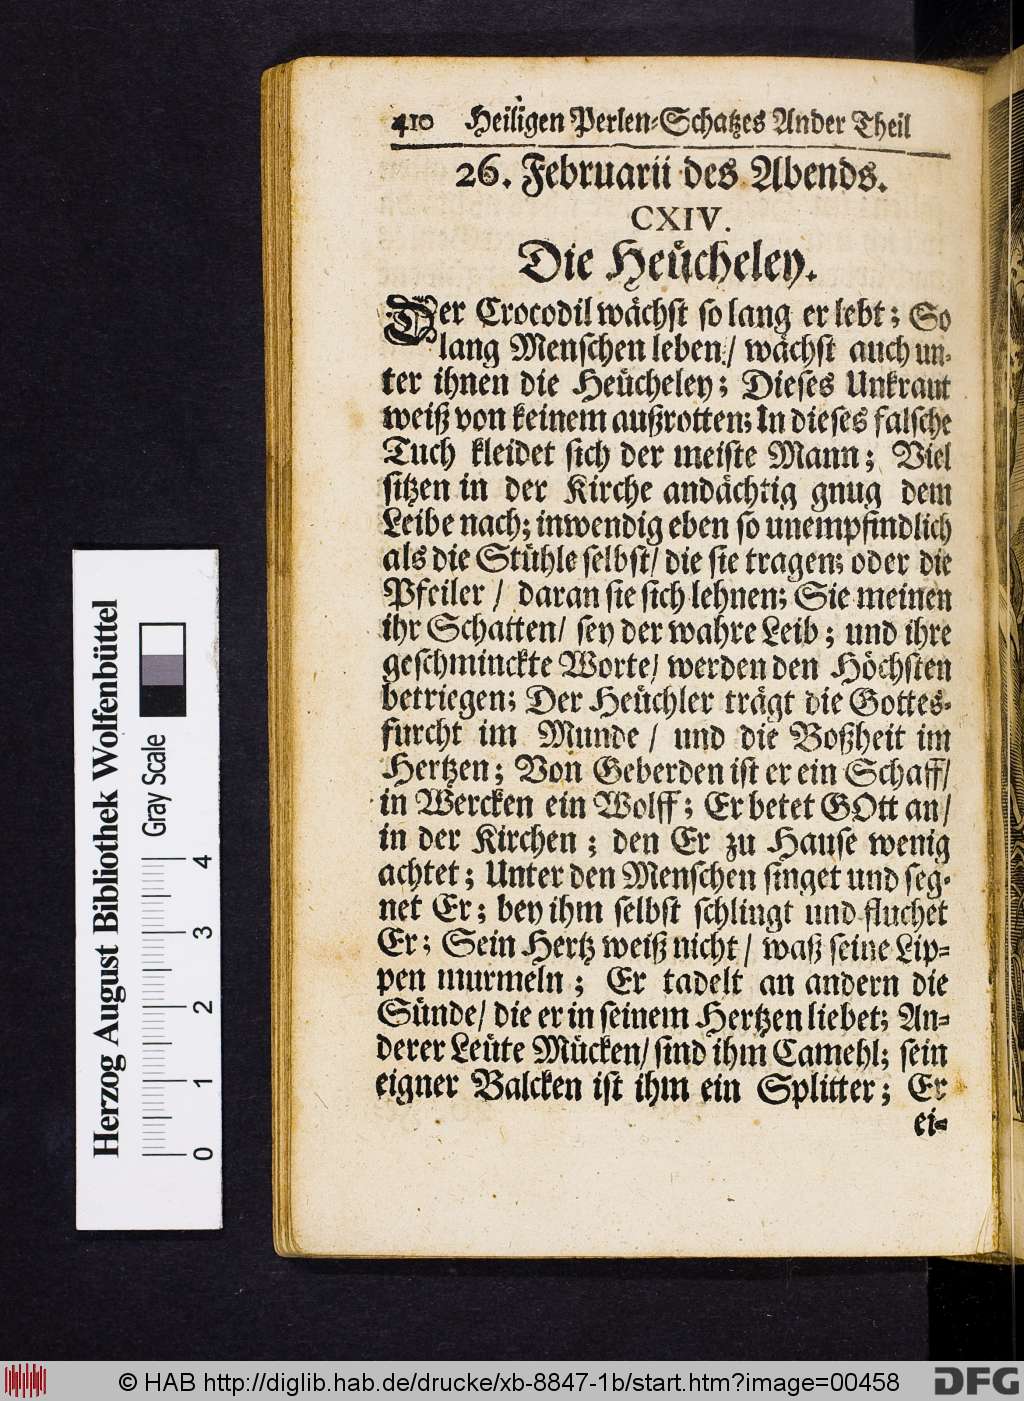 410 Heiligen Perlen-Schatzes Ander Theil
26. Februarii des Abends.
CXIV.
Die Heücheley.
Der Crocodil wächst so lang er lebt; So
lang Menschen leben/ wächst auch un-
ter ihnen die Heücheley; Dieses Unkraut
weiß von keinem außrotten; In dieses falsche
Tuch kleidet sich der meiste Mann; Viel
sitzen in der Kirche andächtig gnug dem
Leibe nach; inwendig eben so unempfindlich
als die Stühle selbst/ die sie tragen; oder die
Pfeiler/ daran sie sich lehnen; Sie meinen
ihr Schatten/ sey der wahre Leib; und ihre
geschminckte Worte/ werden den Höchsten
betriegen; Der Heüchler trägt die Gottes-
furcht im Munde/ und die Boßheit im
Hertzen; Von Geberden ist er ein Schaff/
in Wercken ein Wolff; Er betet GOtt an/
in der Kirchen; den Er zu Hause wenig
achtet; Unter den Menschen singet und seg-
net Er; bey ihm selbst schlingt und fluchet
Er; Sein Hertz weiß nicht/ waß seine Lip-
pen murmeln; Er tadelt an andern die
Sünde/ die er in seinem Hertzen liebet; An-
derer Leüte Mücken/ sind ihm Camehl; sein
eigner Balcken ist ihm ein Splitter; Er
ei-
Herzog August Bibliothek Wolfenbüttel
Gray Scale
0 1 2 3 4
© HAB http://diglib.hab.de/drucke/xb-8847-1b/start.htm?image=00458
DFG